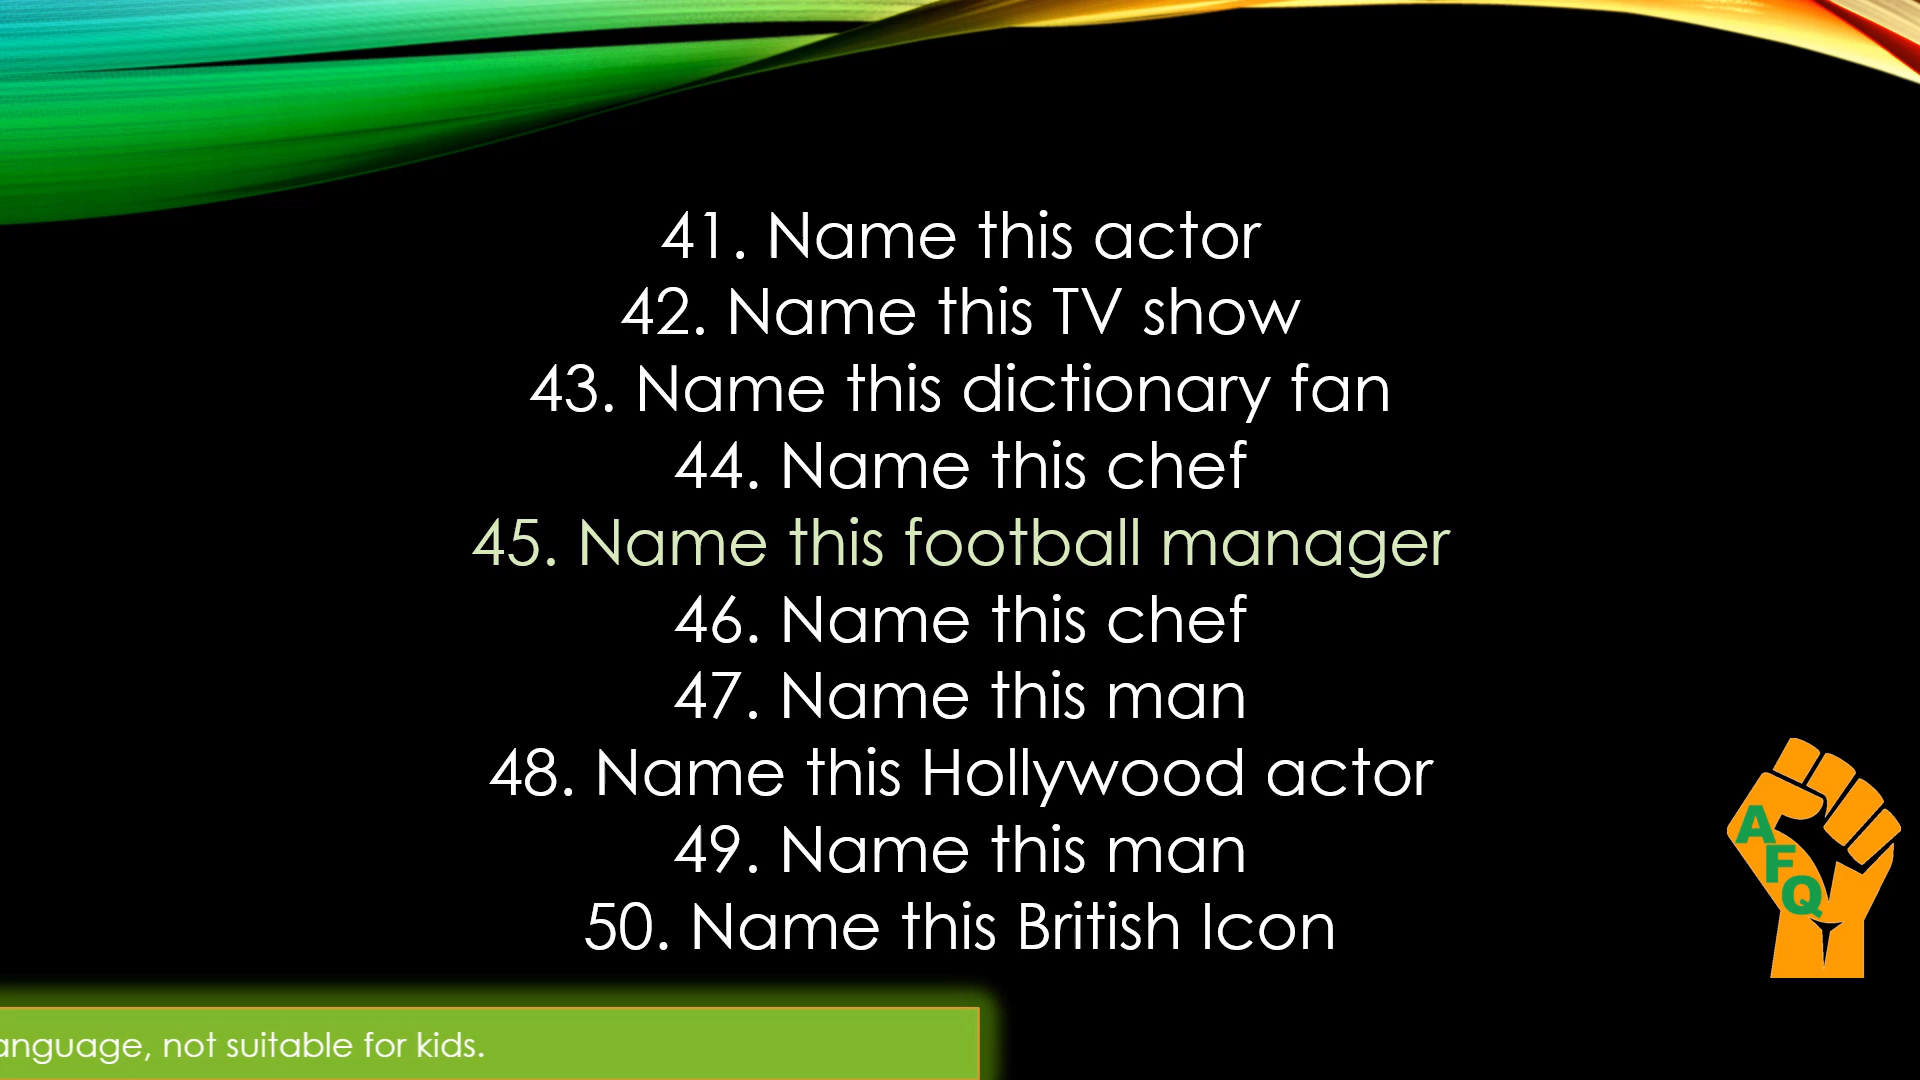 41. Name this actor
42. Name this TV show
43. Name this dictionary fan
44. Name this chef
45. Name this football manager
46. Name this chef
47. Name this man
48. Name this Hollywood actor
49. Name this man
50. Name this British Icon
A
F
Q
anguage, not suitable for kids.